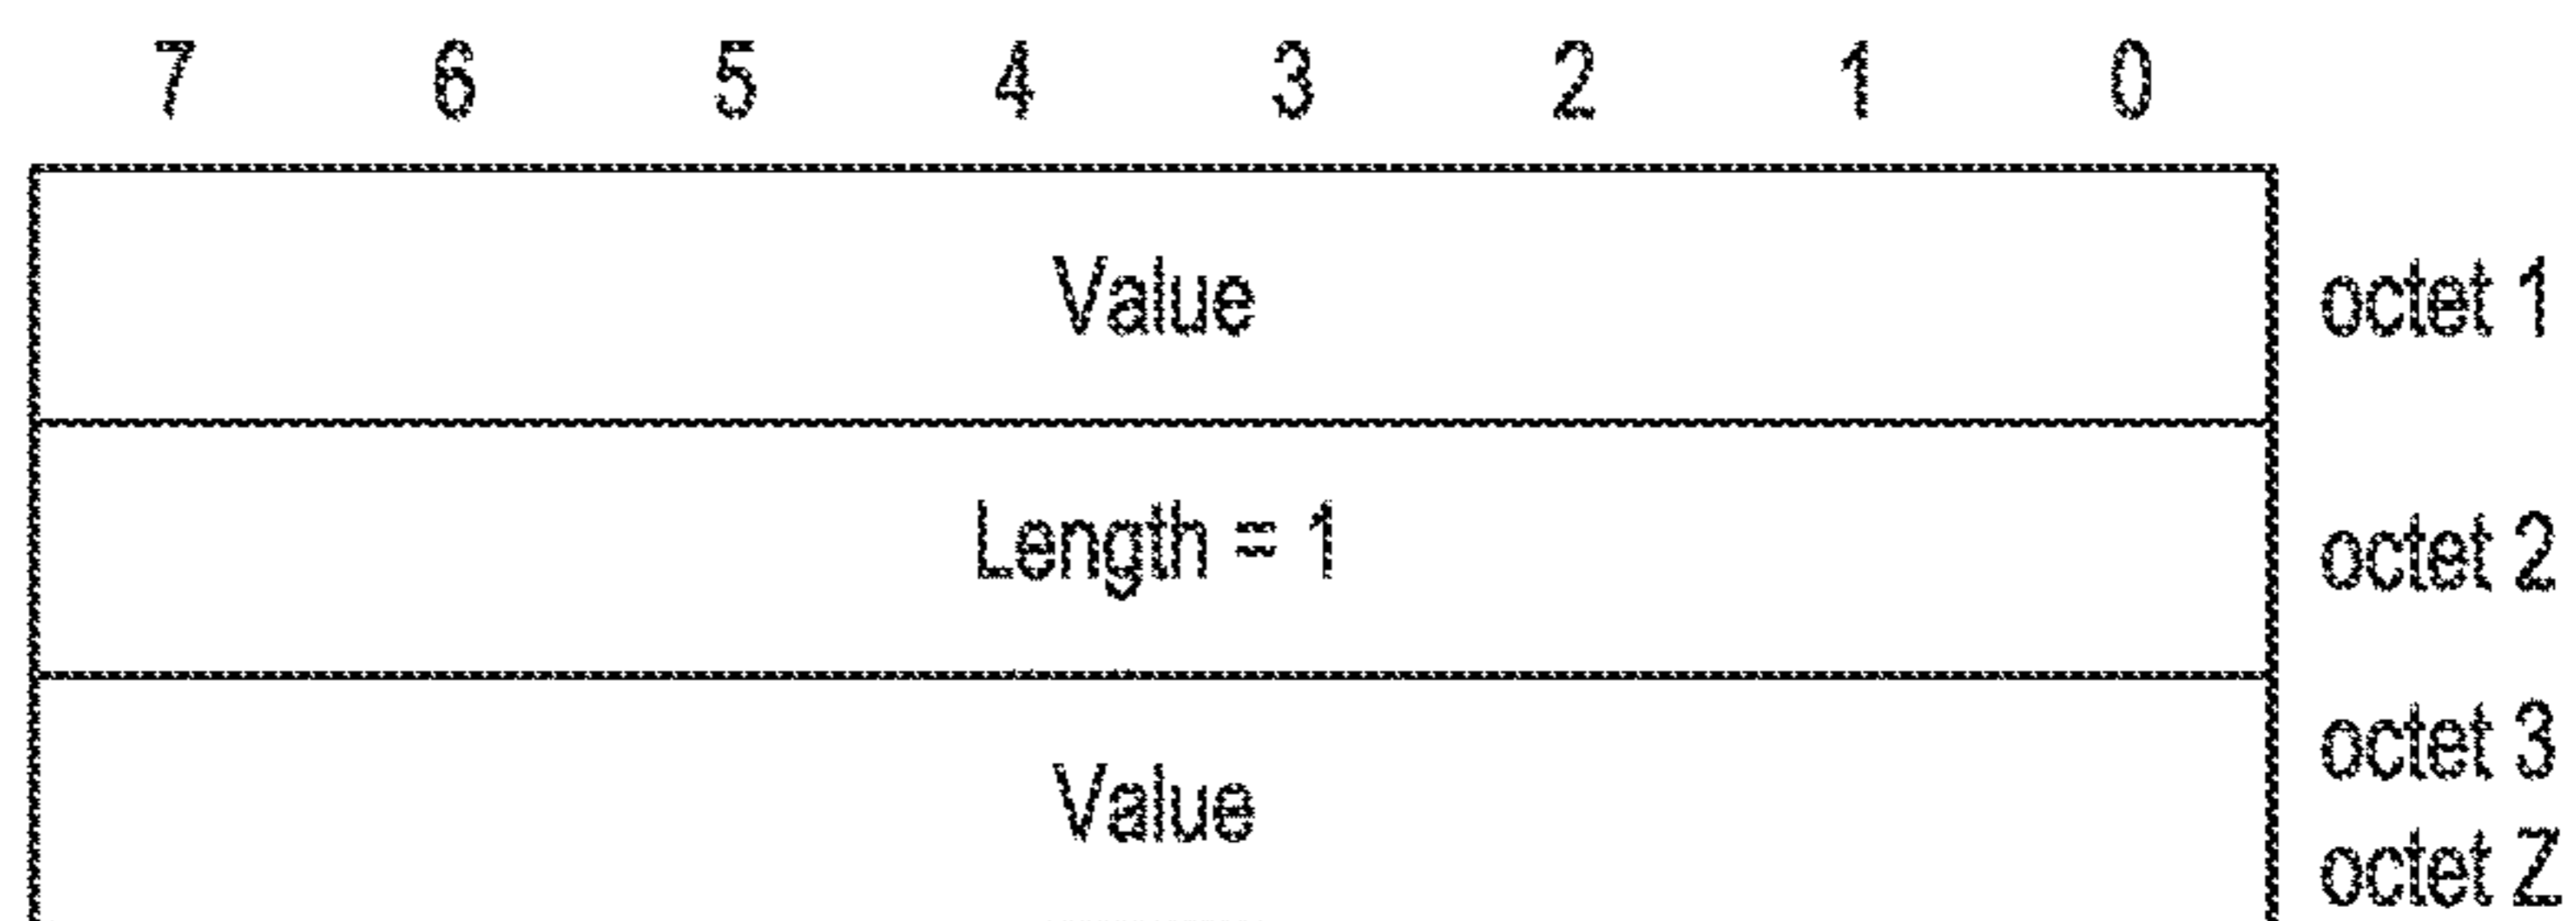 7 6 5 4 3 2 1 0
Value octet 1
Length = 1 octet 2
octet 3
Value
octet Z